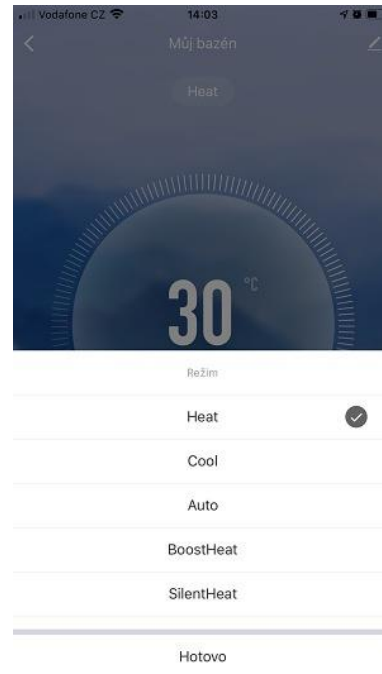 Vodafone CZ 14:03
Můj bazén
Heat
30 °C
Režim
Heat
Cool
Auto
BoostHeat
SilentHeat
Hotovo